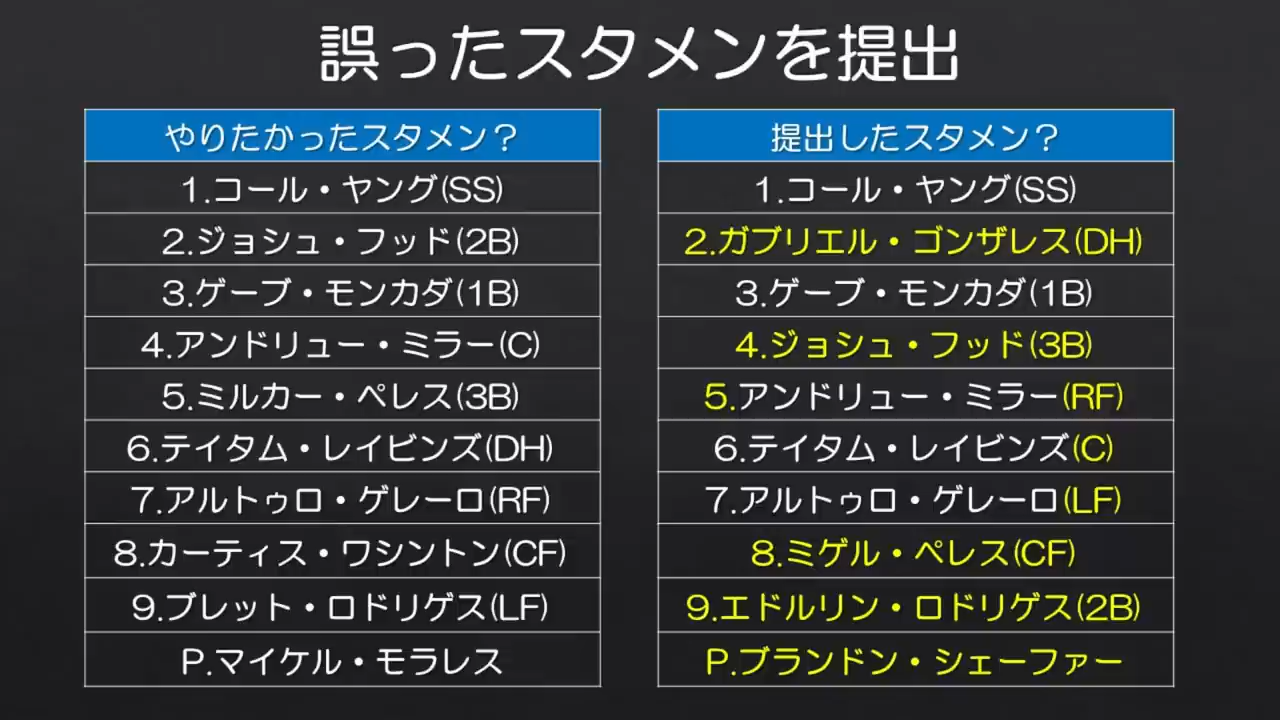 誤ったスタメンを提出
やりたかったスタメン？
1.コール・ヤング(SS)
2.ジョシュ・フッド(2B)
3.ゲーブ・モンカダ(1B)
4.アンドリュー・ミラー(C)
5.ミルカー・ペレス(3B)
6.テイタム・レイビンズ(DH)
7.アルトゥロ・ゲレーロ(RF)
8.カーティス・ワシントン(CF)
9.ブレット・ロドリゲス(LF)
P.マイケル・モラレス
提出したスタメン？
1.コール・ヤング(SS)
2.ガブリエル・ゴンザレス(DH)
3.ゲーブ・モンカダ(1B)
4.ジョシュ・フッド(3B)
5.アンドリュー・ミラー(RF)
6.テイタム・レイビンズ(C)
7.アルトゥロ・ゲレーロ(LF)
8.ミゲル・ペレス(CF)
9.エドルリン・ロドリゲス(2B)
P.ブランドン・シェーファー